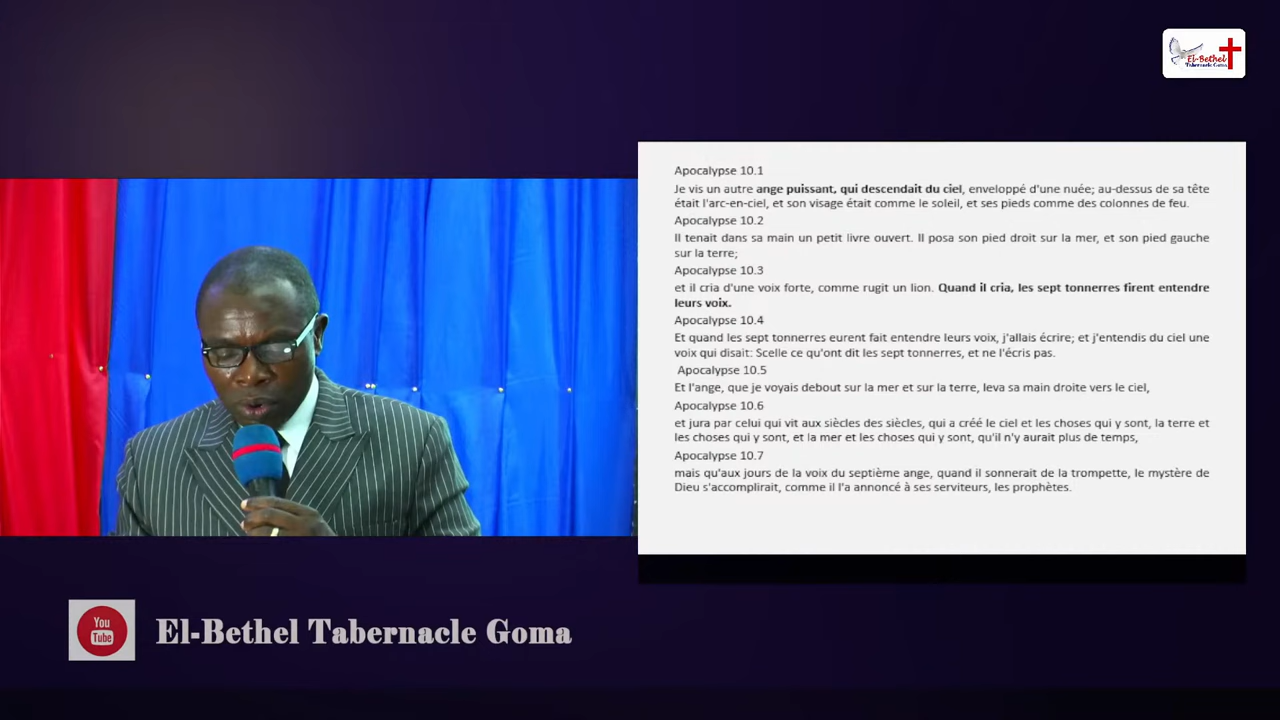 El-Bethel
Tabernacle Goma
Apocalypse 10.1
Je vis un autre ange puissant, qui descendait du ciel, enveloppé d'une nuée; au-dessus de sa tête
était l'arc-en-ciel, et son visage était comme le soleil, et ses pieds comme des colonnes de feu.
Apocalypse 10.2
Il tenait dans sa main un petit livre ouvert. Il posa son pied droit sur la mer, et son pied gauche
sur la terre;
Apocalypse 10.3
et il cria d'une voix forte, comme rugit un lion. Quand il cria, les sept tonnerres firent entendre
leurs voix.
Apocalypse 10.4
Et quand les sept tonnerres eurent fait entendre leurs voix, j'allais écrire; et j'entendis du ciel une
voix qui disait: Scelle ce qu'ont dit les sept tonnerres, et ne l'écris pas.
Apocalypse 10.5
Et l'ange, que je voyais debout sur la mer et sur la terre, leva sa main droite vers le ciel,
Apocalypse 10.6
et jura par celui qui vit aux siècles des siècles, qui a créé le ciel et les choses qui y sont, la terre et
les choses qui y sont, et la mer et les choses qui y sont, qu'il n'y aurait plus de temps,
Apocalypse 10.7
mais qu'aux jours de la voix du septième ange, quand il sonnerait de la trompette, le mystère de
Dieu s'accomplirait, comme il l'a annoncé à ses serviteurs, les prophètes.
You
Tube
El-Bethel Tabernacle Goma